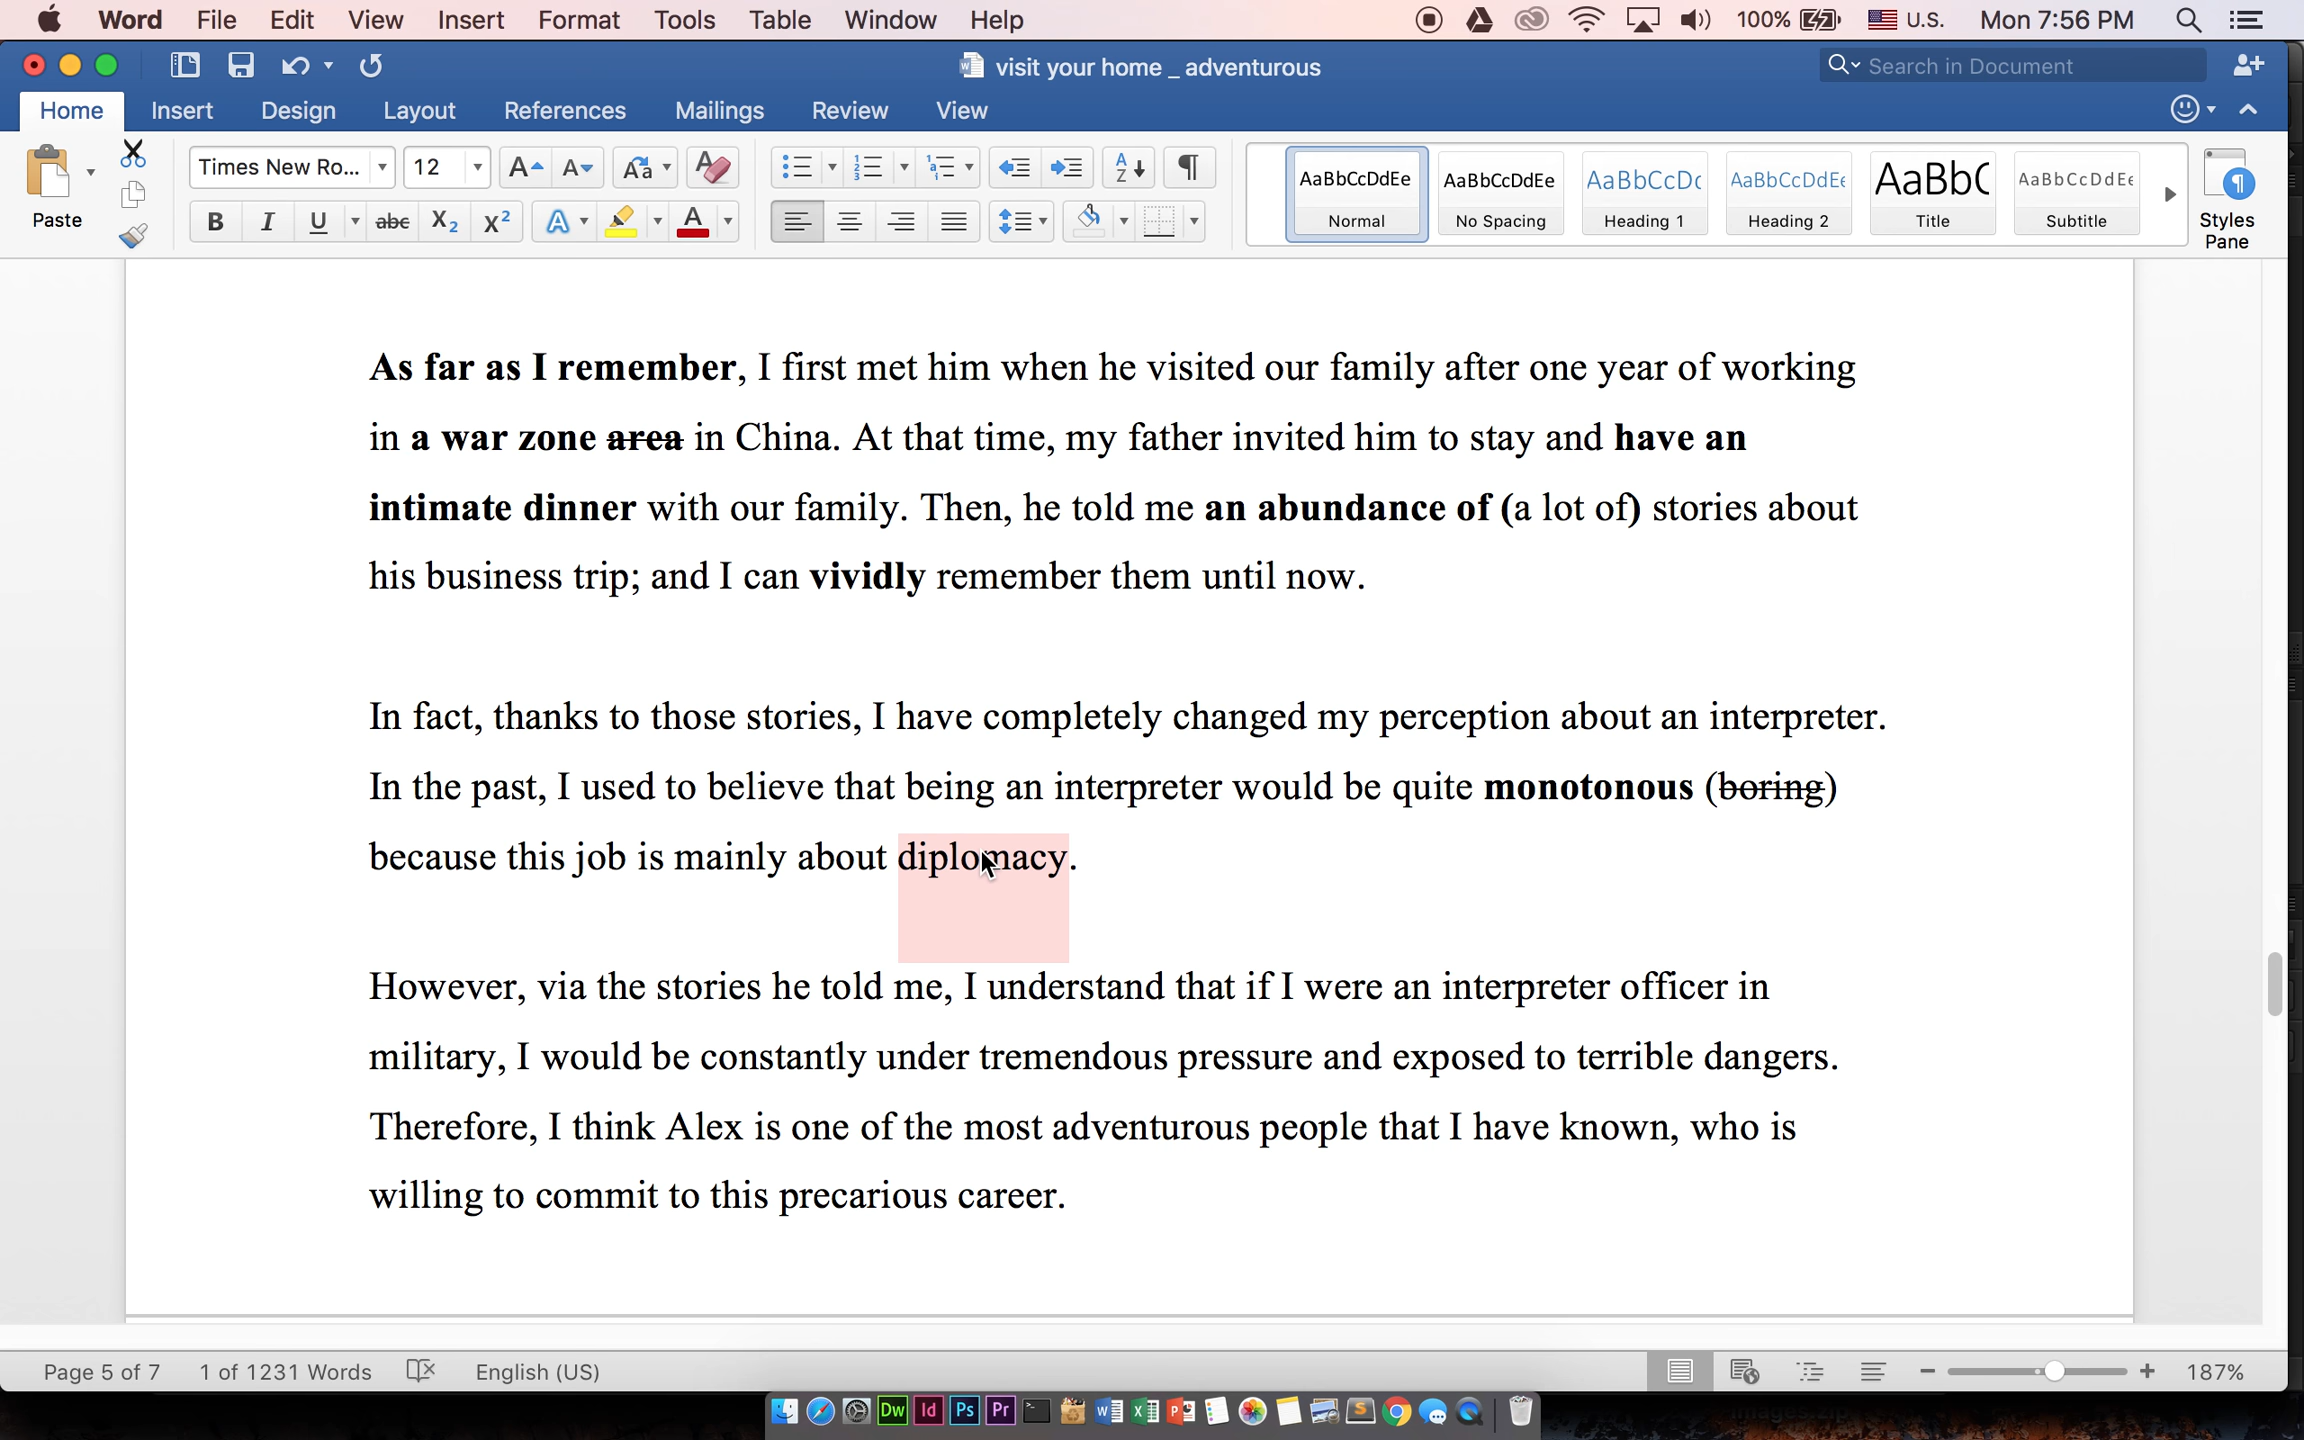 Word File Edit View Insert Format Tools Table Window Help 100% U.S. Mon 7:56 PM
visit your home _ adventurous
Search in Document
Home Insert Design Layout References Mailings Review View
Paste
Times New Ro... 12
AaBbCcDdEe AaBbCcDdEe AaBbCcDc AaBbCcDdEe AaBbC AaBbCcDdEe
Normal No Spacing Heading 1 Heading 2 Title Subtitle
Styles
Pane
As far as I remember, I first met him when he visited our family after one year of working
in a war zone area in China. At that time, my father invited him to stay and have an
intimate dinner with our family. Then, he told me an abundance of (a lot of) stories about
his business trip; and I can vividly remember them until now.
In fact, thanks to those stories, I have completely changed my perception about an interpreter.
In the past, I used to believe that being an interpreter would be quite monotonous (boring)
because this job is mainly about diplomacy.
However, via the stories he told me, I understand that if I were an interpreter officer in
military, I would be constantly under tremendous pressure and exposed to terrible dangers.
Therefore, I think Alex is one of the most adventurous people that I have known, who is
willing to commit to this precarious career.
Page 5 of 7 1 of 1231 Words English (US) 187%
Dw Id Ps Pr